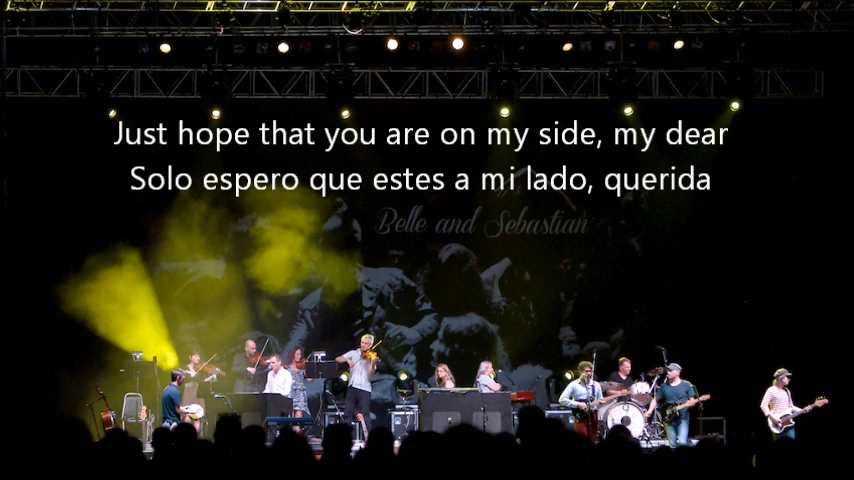 Just hope that you are on my side, my dear
Solo espero que estes a mi lado, querida
Belle and Sebastian